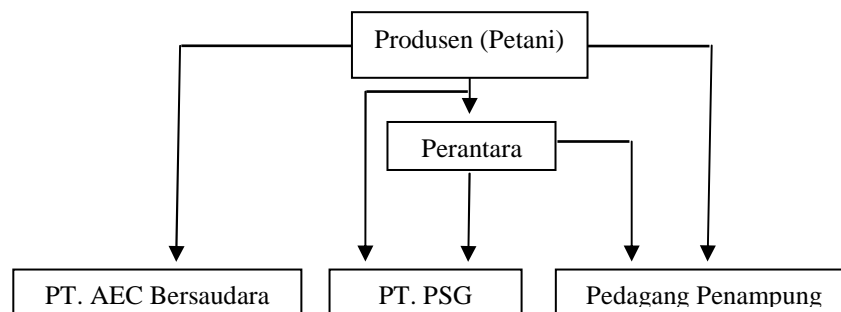 Produsen (Petani)
Perantara
PT. AEC Bersaudara
PT. PSG
Pedagang Penampung